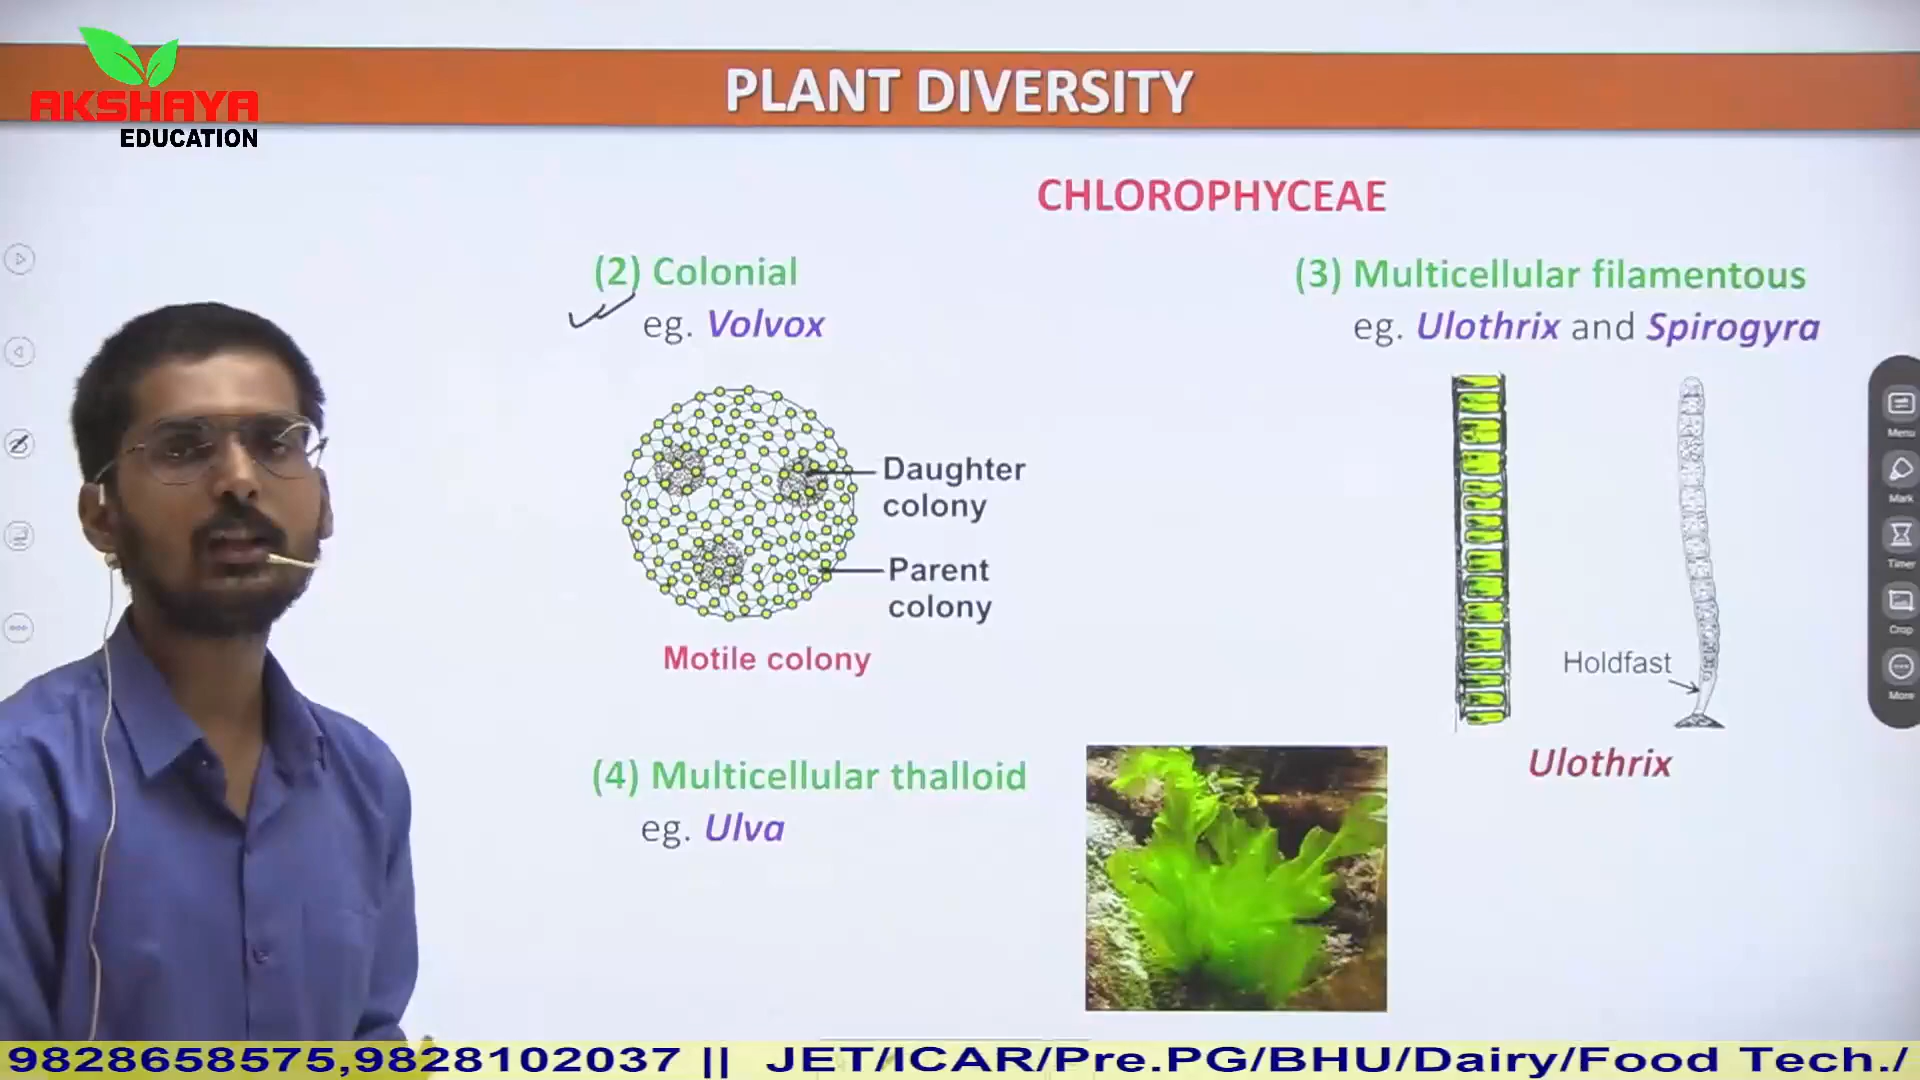 AKSHAYA
EDUCATION
PLANT DIVERSITY
CHLOROPHYCEAE
(2) Colonial
eg. Volvox
Daughter
colony
Parent
colony
Motile colony
(3) Multicellular filamentous
eg. Ulothrix and Spirogyra
Holdfast
Ulothrix
(4) Multicellular thalloid
eg. Ulva
Menu
Mark
Timer
Crop
More
9828658575,9828102037 || JET/ICAR/Pre.PG/BHU/Dairy/Food Tech./